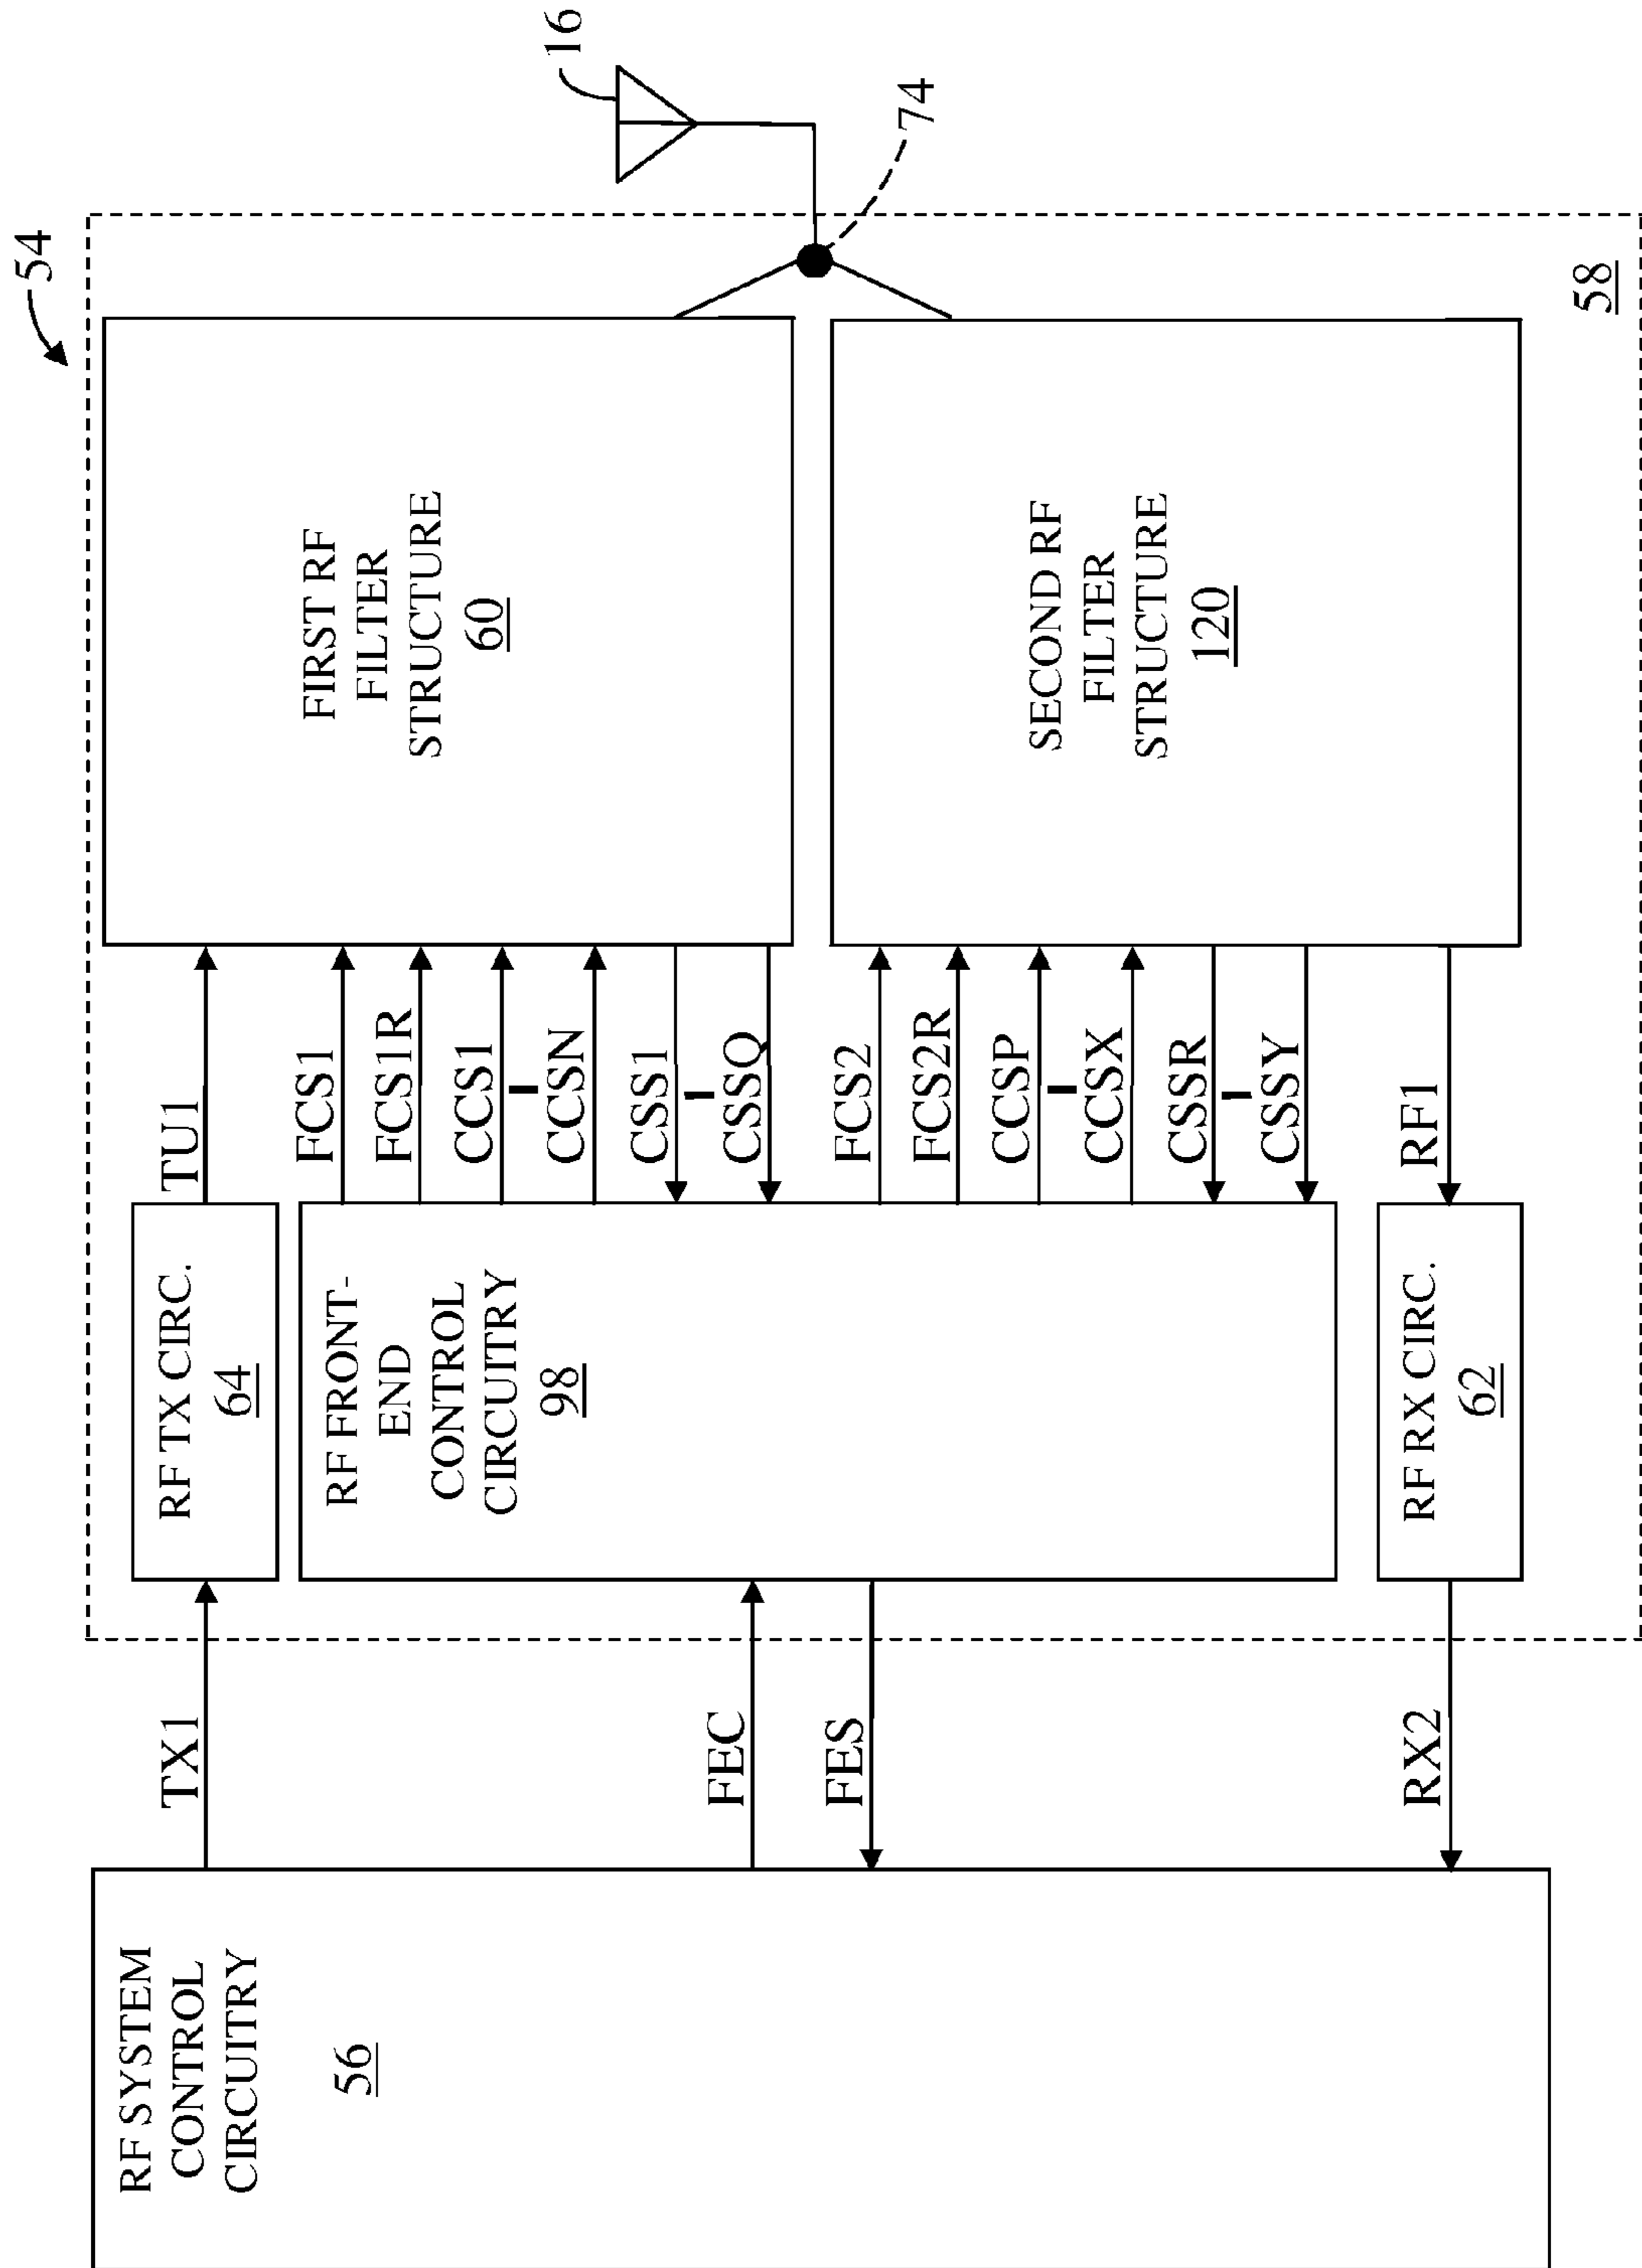 54
16
74
58
RF SYSTEM
CONTROL
CIRCUITRY
56
TX1
FEC
FES
RX2
RF TX CIRC.
64
RF FRONT-
END
CONTROL
CIRCUITRY
98
RF RX CIRC.
62
TU1
FCS1
FCS1R
CCS1
CCSN
CSS1
CSSQ
FCS2
FCS2R
CCSP
CCSX
CSSR
CSSY
RF1
FIRST RF
FILTER
STRUCTURE
60
SECOND RF
FILTER
STRUCTURE
120